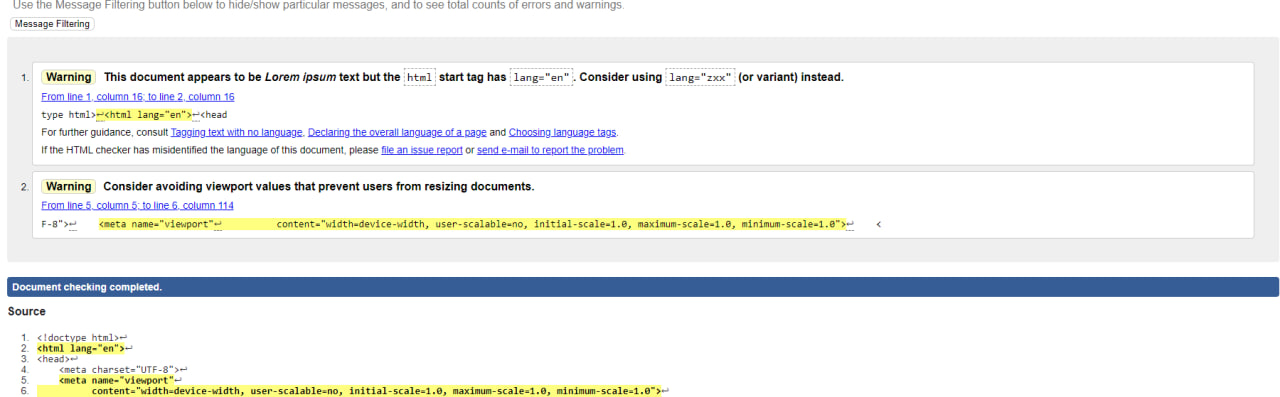 Use the Message Filtering button below to hide/show particular messages, and to see total counts of errors and warnings.
Message Filtering
1. Warning This document appears to be Lorem ipsum text but the html start tag has lang="en". Consider using lang="zxx" (or variant) instead.
From line 1, column 16; to line 2, column 16
type html>↩<html lang="en">↩<head
For further guidance, consult Tagging text with no language, Declaring the overall language of a page and Choosing language tags.
If the HTML checker has misidentified the language of this document, please file an issue report or send e-mail to report the problem.
2. Warning Consider avoiding viewport values that prevent users from resizing documents.
From line 5, column 5; to line 6, column 114
F-8">↩ <meta name="viewport"↩ content="width=device-width, user-scalable=no, initial-scale=1.0, maximum-scale=1.0, minimum-scale=1.0">↩ <
Document checking completed.
Source
1. <!doctype html>↩
2. <html lang="en">↩
3. <head>↩
4. <meta charset="UTF-8">↩
5. <meta name="viewport"↩
6. content="width=device-width, user-scalable=no, initial-scale=1.0, maximum-scale=1.0, minimum-scale=1.0">↩